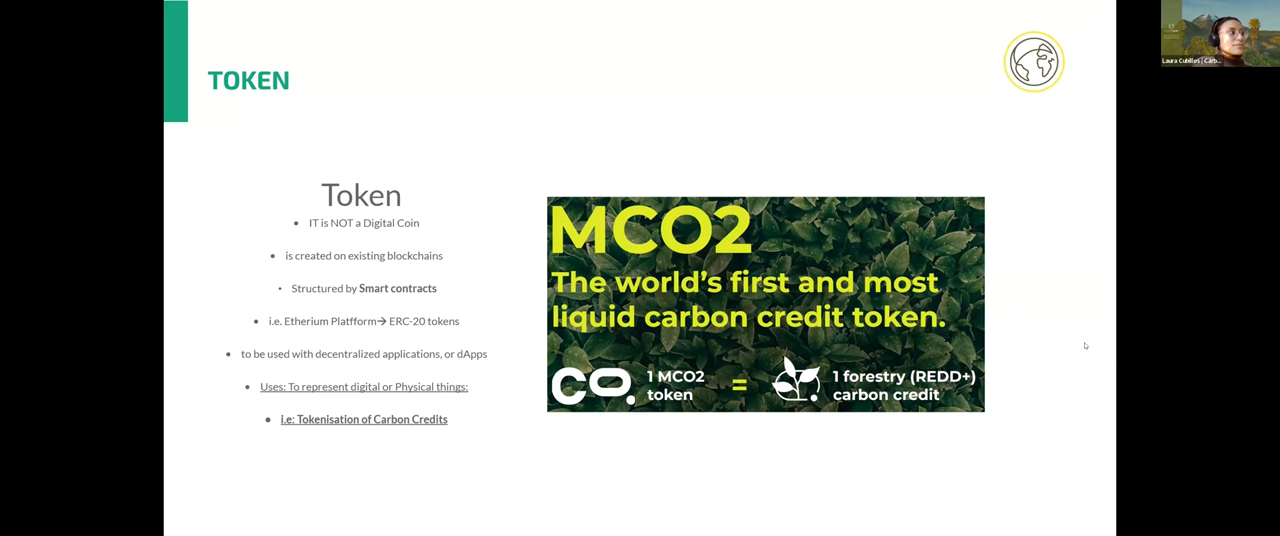 TOKEN
Token
• IT is NOT a Digital Coin
• is created on existing blockchains
• Structured by Smart contracts
• i.e. Etherium Platfform→ ERC-20 tokens
• to be used with decentralized applications, or dApps
• Uses: To represent digital or Physical things:
• i.e: Tokenisation of Carbon Credits
MCO2
The world's first and most
liquid carbon credit token.
CO.
1 MCO2
token
=
1 forestry (REDD+)
carbon credit
Laura Cubillos | Carb...